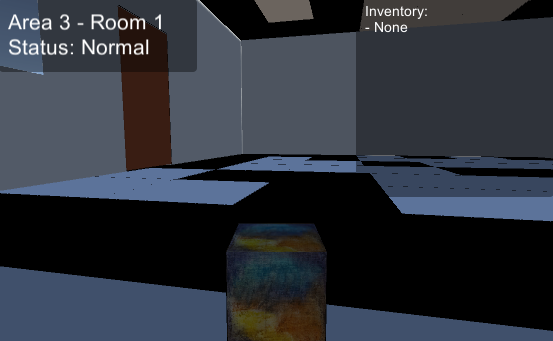 Area 3 - Room 1
Status: Normal
Inventory:
- None